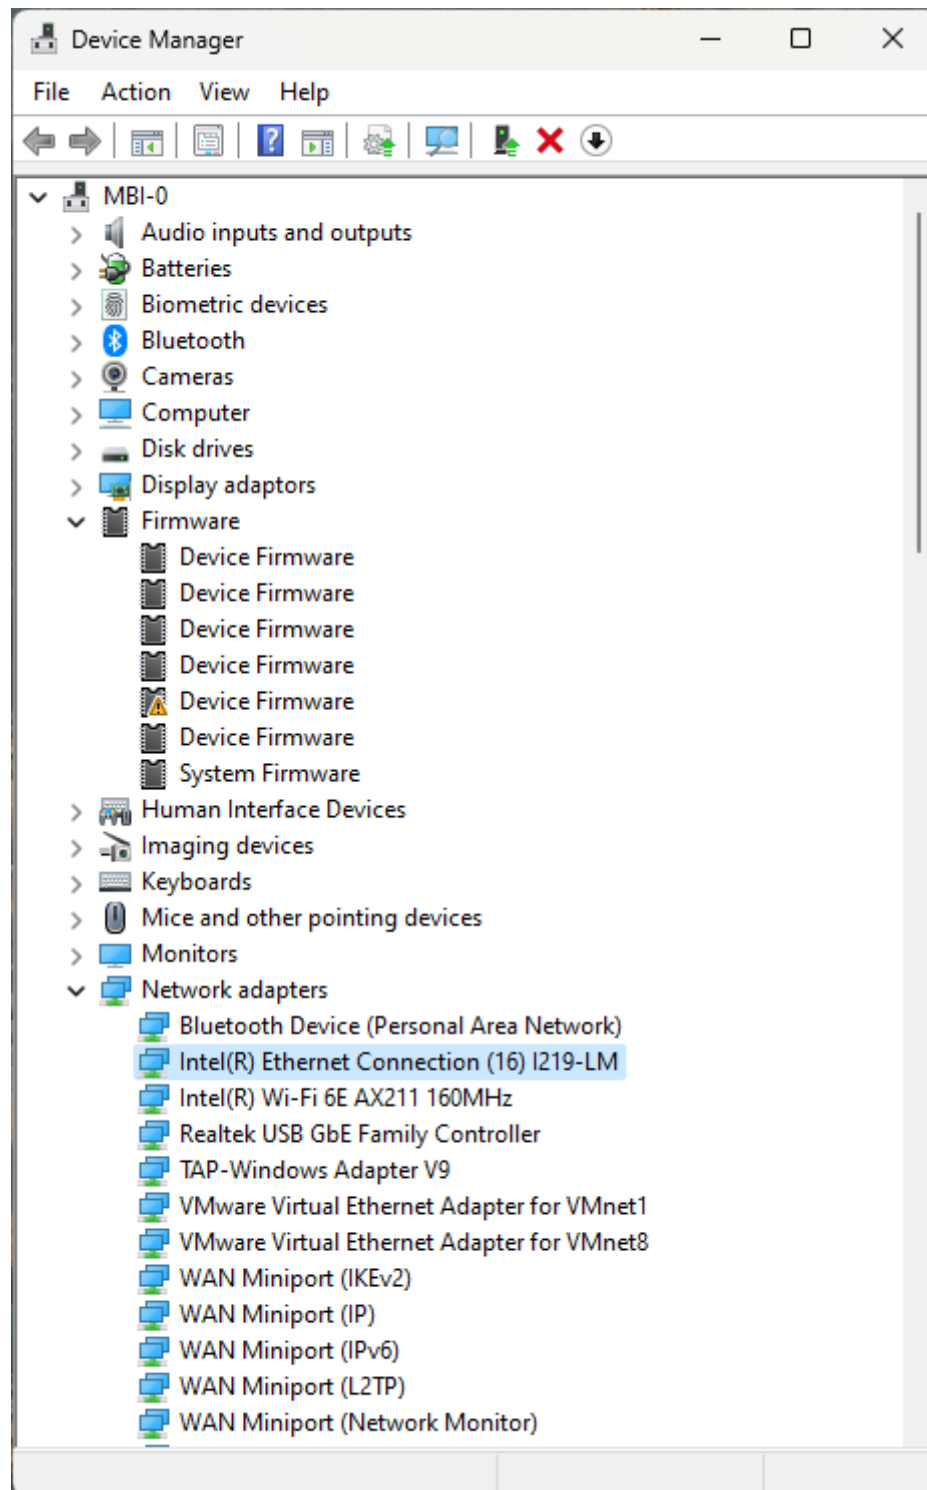 Device Manager
File Action View Help
MBI-0
Audio inputs and outputs
Batteries
Biometric devices
Bluetooth
Cameras
Computer
Disk drives
Display adaptors
Firmware
Device Firmware
Device Firmware
Device Firmware
Device Firmware
Device Firmware
Device Firmware
System Firmware
Human Interface Devices
Imaging devices
Keyboards
Mice and other pointing devices
Monitors
Network adapters
Bluetooth Device (Personal Area Network)
Intel(R) Ethernet Connection (16) I219-LM
Intel(R) Wi-Fi 6E AX211 160MHz
Realtek USB GbE Family Controller
TAP-Windows Adapter V9
VMware Virtual Ethernet Adapter for VMnet1
VMware Virtual Ethernet Adapter for VMnet8
WAN Miniport (IKEv2)
WAN Miniport (IP)
WAN Miniport (IPv6)
WAN Miniport (L2TP)
WAN Miniport (Network Monitor)